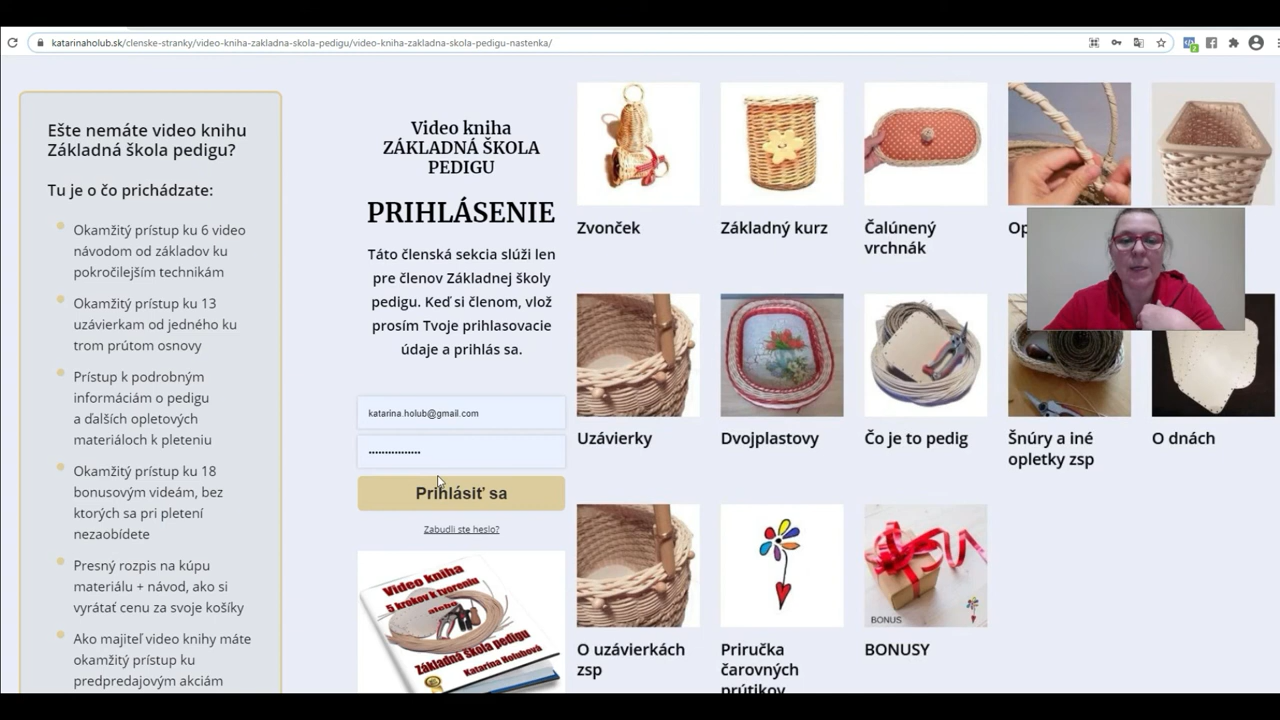 katarinaholub.sk/clenske-stranky/video-kniha-zakladna-skola-pedigu/video-kniha-zakladna-skola-pedigu-nastenka/
Ešte nemáte video knihu
Základná škola pedigu?
Tu je o čo prichádzate:
Okamžitý prístup ku 6 video
návodom od základov ku
pokročilejším technikám
Okamžitý prístup ku 13
uzávierkam od jedného ku
trom prútom osnovy
Prístup k podrobným
informáciám o pedigu
a ďalších opletových
materiáloch k pleteniu
Okamžitý prístup ku 18
bonusovým videám, bez
ktorých sa pri pletení
nezaobídete
Presný rozpis na kúpu
materiálu + návod, ako si
vyrátať cenu za svoje košíky
Ako majiteľ video knihy máte
okamžitý prístup ku
predpredajovým akciám
Video kniha
ZÁKLADNÁ ŠKOLA
PEDIGU
PRIHLÁSENIE
Táto členská sekcia slúži len
pre členov Základnej školy
pedigu. Keď si členom, vlož
prosím Tvoje prihlasovacie
údaje a prihlás sa.
katarina.holub@gmail.com
••••••••••••••••
Prihlásiť sa
Zabudli ste heslo?
Video kniha
5 krokov k tvoreniu
alebo
Základná škola pedigu
Katarína Holubová
Zvonček
Základný kurz
Čalúnený
vrchnák
Uzávierky
Dvojplastovy
Čo je to pedig
Šnúry a iné
opletky zsp
O dnách
O uzávierkách
zsp
Priručka
čarovných
prútikov
BONUS
BONUSY